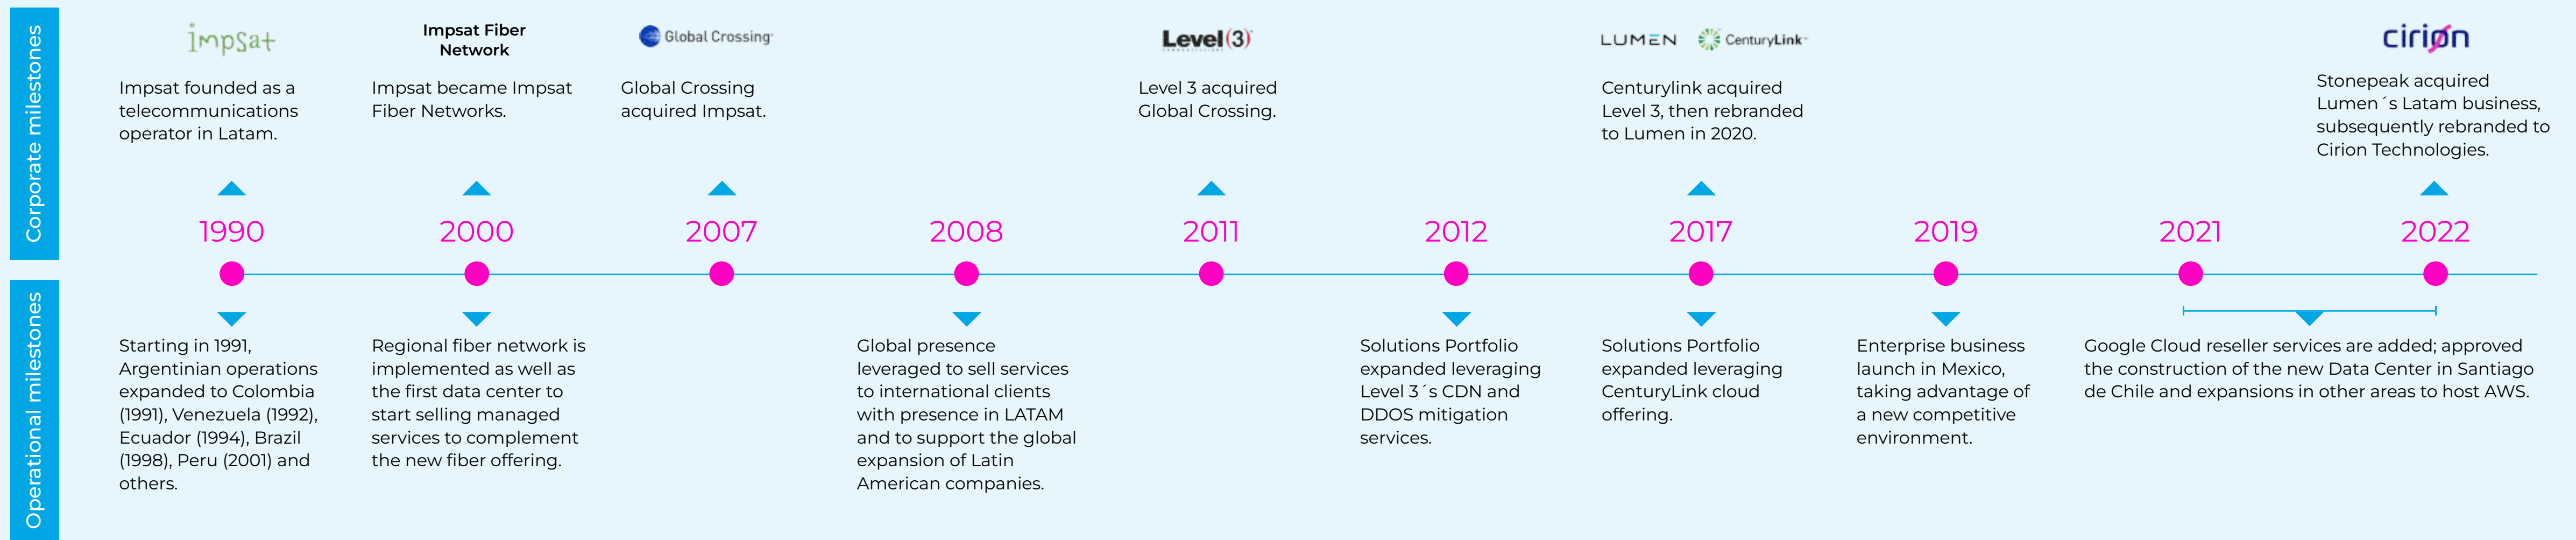 Corporate milestones
impsat
Impsat founded as a
telecommunications
operator in Latam.
Impsat Fiber
Network
Impsat became Impsat
Fiber Networks.
Global Crossing
Global Crossing
acquired Impsat.
Level(3)
Level 3 acquired
Global Crossing.
LUMEN CenturyLink™
Centurylink acquired
Level 3, then rebranded
to Lumen in 2020.
cirion
Stonepeak acquired
Lumen´s Latam business,
subsequently rebranded to
Cirion Technologies.
1990 2000 2007 2008 2011 2012 2017 2019 2021 2022
Operational milestones
Starting in 1991,
Argentinian operations
expanded to Colombia
(1991), Venezuela (1992),
Ecuador (1994), Brazil
(1998), Peru (2001) and
others.
Regional fiber network is
implemented as well as
the first data center to
start selling managed
services to complement
the new fiber offering.
Global presence
leveraged to sell services
to international clients
with presence in LATAM
and to support the global
expansion of Latin
American companies.
Solutions Portfolio
expanded leveraging
Level 3´s CDN and
DDOS mitigation
services.
Solutions Portfolio
expanded leveraging
CenturyLink cloud
offering.
Enterprise business
launch in Mexico,
taking advantage of
a new competitive
environment.
Google Cloud reseller services are added; approved
the construction of the new Data Center in Santiago
de Chile and expansions in other areas to host AWS.